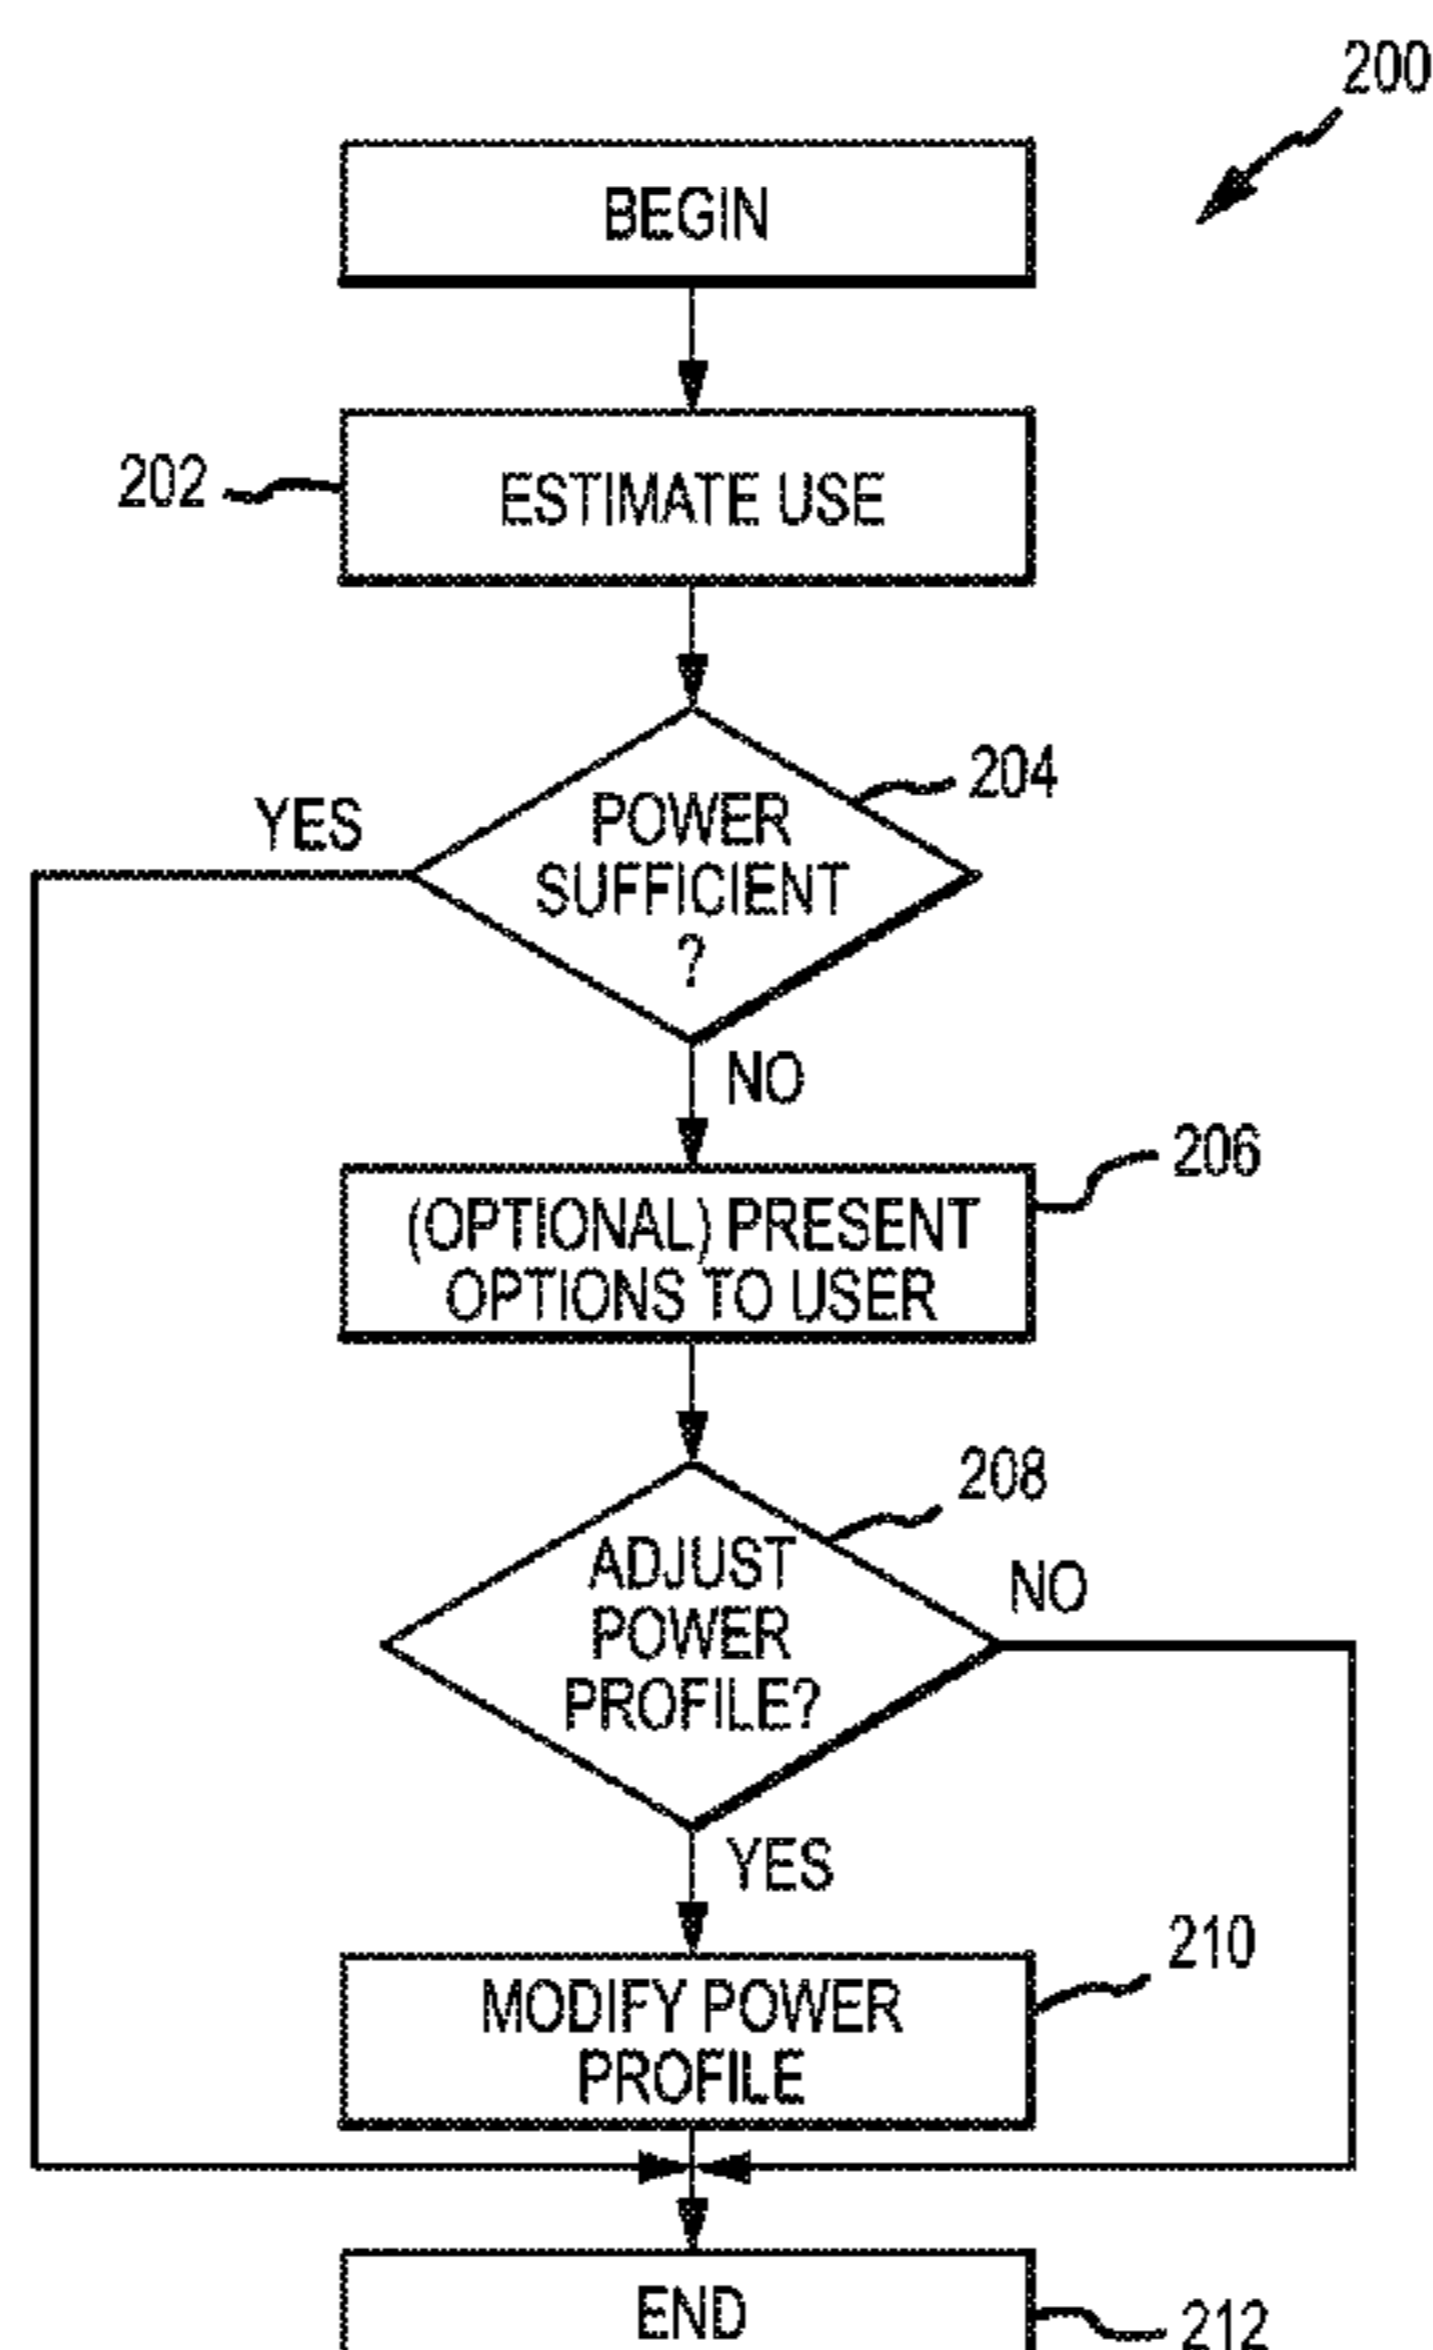 200
BEGIN
202
ESTIMATE USE
204
YES
POWER
SUFFICIENT
?
NO
206
(OPTIONAL) PRESENT
OPTIONS TO USER
208
ADJUST
POWER
PROFILE?
NO
YES
210
MODIFY POWER
PROFILE
END
212